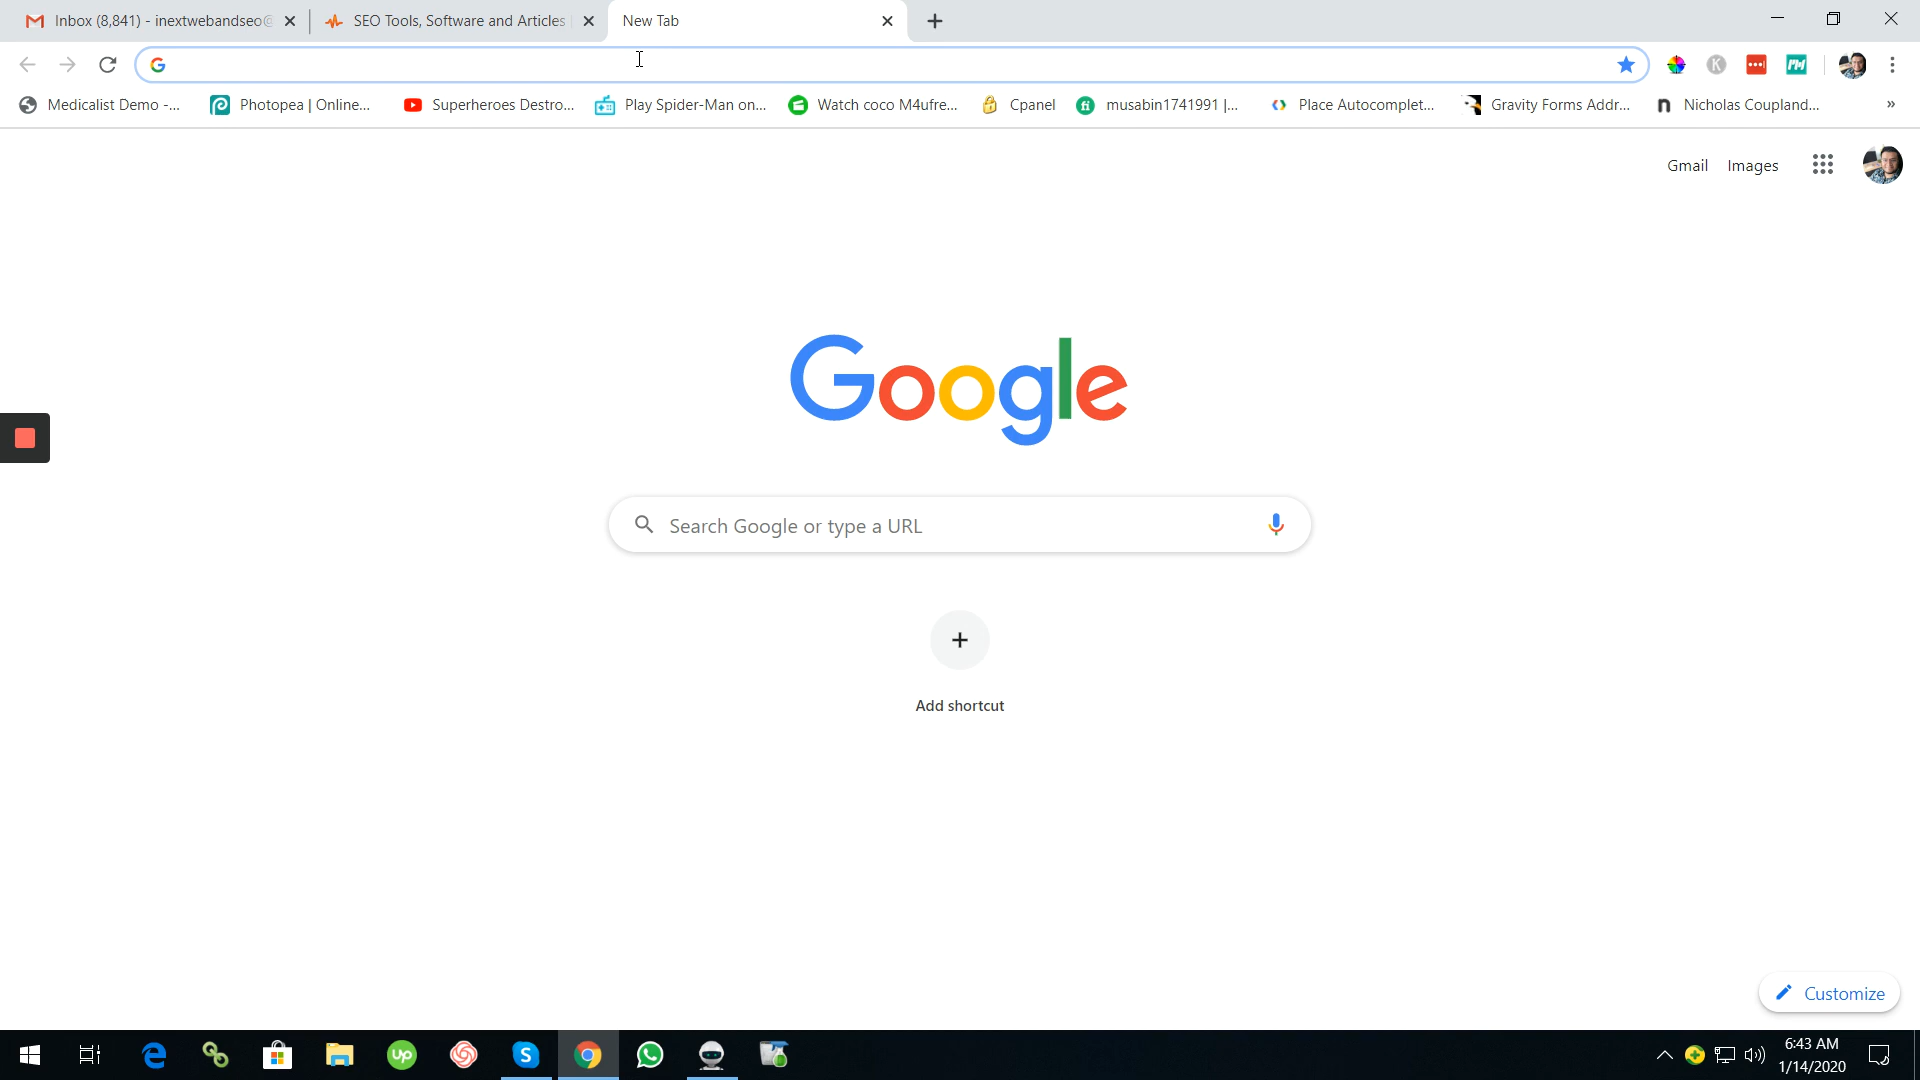 Inbox (8,841) - inextwebandseo@
SEO Tools, Software and Articles
New Tab
Medicalist Demo -...
Photopea | Online...
Superheroes Destro...
Play Spider-Man on...
Watch coco M4ufre...
Cpanel
musabin1741991 |...
Place Autocomplet...
Gravity Forms Addr...
Nicholas Coupland...
»
Gmail
Images
Google
Search Google or type a URL
Add shortcut
Customize
6:43 AM
1/14/2020